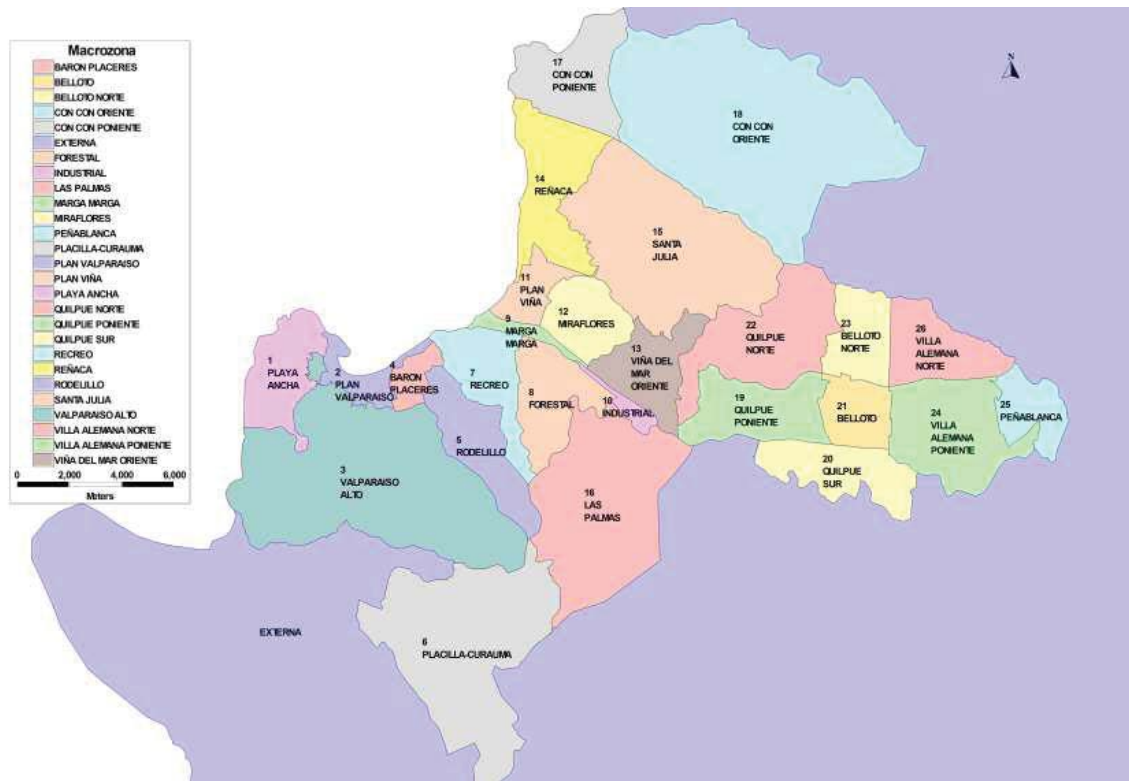 Macrozona
BARON PLACERES
BELLOTO
BELLOTO NORTE
CON CON ORIENTE
CON CON PONIENTE
EXTERNA
FORESTAL
INDUSTRIAL
LAS PALMAS
MARGA MARGA
MIRAFLORES
PEÑABLANCA
PLACILLA-CURAUMA
PLAN VALPARAISO
PLAN VIÑA
PLAYA ANCHA
QUILPUE NORTE
QUILPUE PONIENTE
QUILPUE SUR
RECREO
REÑACA
RODELILLO
SANTA JULIA
VALPARAISO ALTO
VILLA ALEMANA NORTE
VILLA ALEMANA PONIENTE
VIÑA DEL MAR ORIENTE
0 2,000 4,000 6,000
Meters
N
17
CON CON
PONIENTE
18
CON CON
ORIENTE
14
REÑACA
15
SANTA
JULIA
11
PLAN
VIÑA
12
MIRAFLORES
9
MARGA
MARGA
13
VIÑA DEL
MAR
ORIENTE
22
QUILPUE
NORTE
23
BELLOTO
NORTE
26
VILLA
ALEMANA
NORTE
1
PLAYA
ANCHA
2
PLAN
VALPARAISO
4
BARON
PLACERES
7
RECREO
8
FORESTAL
10
INDUSTRIAL
19
QUILPUE
PONIENTE
21
BELLOTO
24
VILLA
ALEMANA
PONIENTE
25
PEÑABLANCA
5
RODELILLO
20
QUILPUE
SUR
3
VALPARAISO
ALTO
16
LAS
PALMAS
EXTERNA
6
PLACILLA-CURAUMA